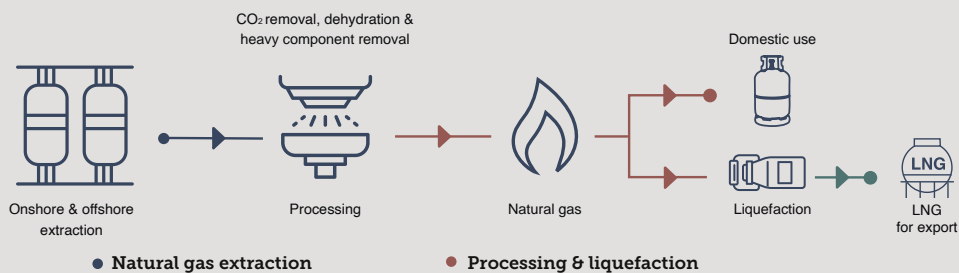 CO₂ removal, dehydration &
heavy component removal
Domestic use
LNG
Onshore & offshore
extraction
Processing
Natural gas
Liquefaction
LNG
for export
Natural gas extraction
Processing & liquefaction